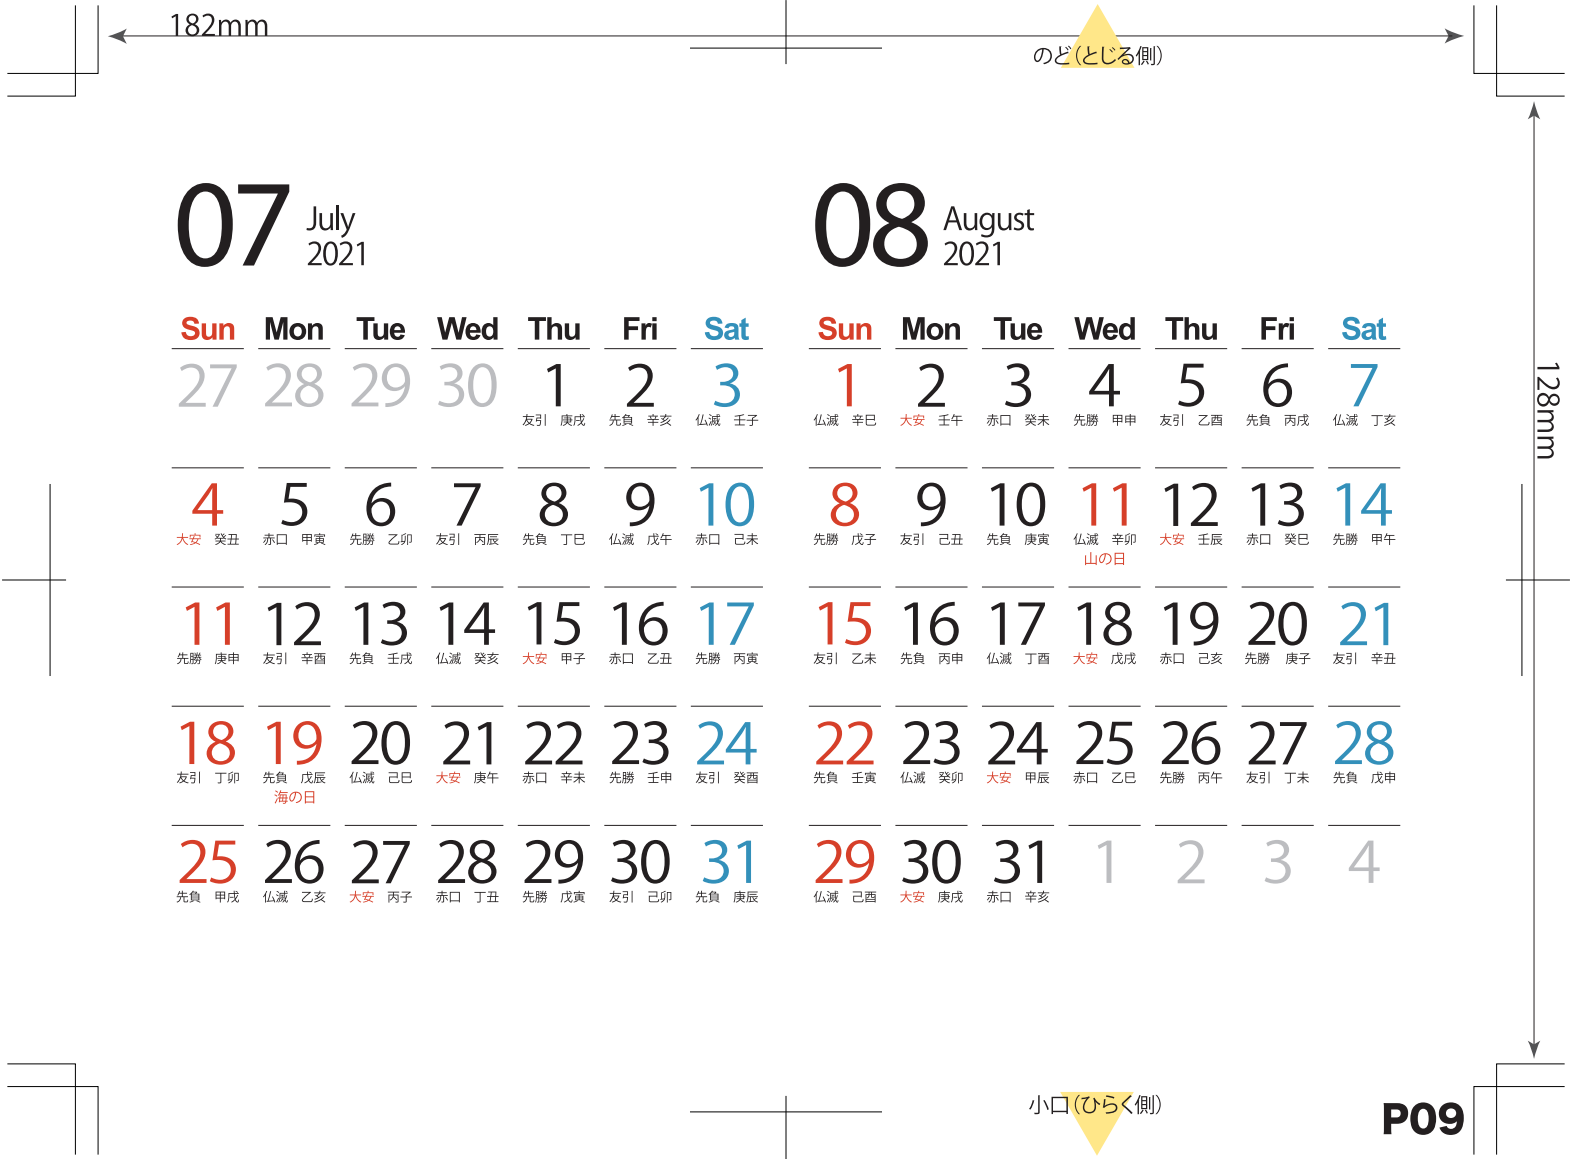 182mm
のど（とじる側）
128mm
07 July 2021
Sun Mon Tue Wed Thu Fri Sat
27 28 29 30 1 2 3
友引 庚戌 先負 辛亥 仏滅 壬子
4 5 6 7 8 9 10
大安 癸丑 赤口 甲寅 先勝 乙卯 友引 丙辰 先負 丁巳 仏滅 戊午 赤口 己未
11 12 13 14 15 16 17
先勝 庚申 友引 辛酉 先負 壬戌 仏滅 癸亥 大安 甲子 赤口 乙丑 先勝 丙寅
18 19 20 21 22 23 24
友引 丁卯 先負 戊辰 仏滅 己巳 大安 庚午 赤口 辛未 先勝 壬申 友引 癸酉
海の日
25 26 27 28 29 30 31
先負 甲戌 仏滅 乙亥 大安 丙子 赤口 丁丑 先勝 戊寅 友引 己卯 先負 庚辰
08 August 2021
Sun Mon Tue Wed Thu Fri Sat
1 2 3 4 5 6 7
仏滅 辛巳 大安 壬午 赤口 癸未 先勝 甲申 友引 乙酉 先負 丙戌 仏滅 丁亥
8 9 10 11 12 13 14
先勝 戊子 友引 己丑 先負 庚寅 仏滅 辛卯 大安 壬辰 赤口 癸巳 先勝 甲午
山の日
15 16 17 18 19 20 21
友引 乙未 先負 丙申 仏滅 丁酉 大安 戊戌 赤口 己亥 先勝 庚子 友引 辛丑
22 23 24 25 26 27 28
先負 壬寅 仏滅 癸卯 大安 甲辰 赤口 乙巳 先勝 丙午 友引 丁未 先負 戊申
29 30 31 1 2 3 4
仏滅 己酉 大安 庚戌 赤口 辛亥
小口（ひらく側）
P09